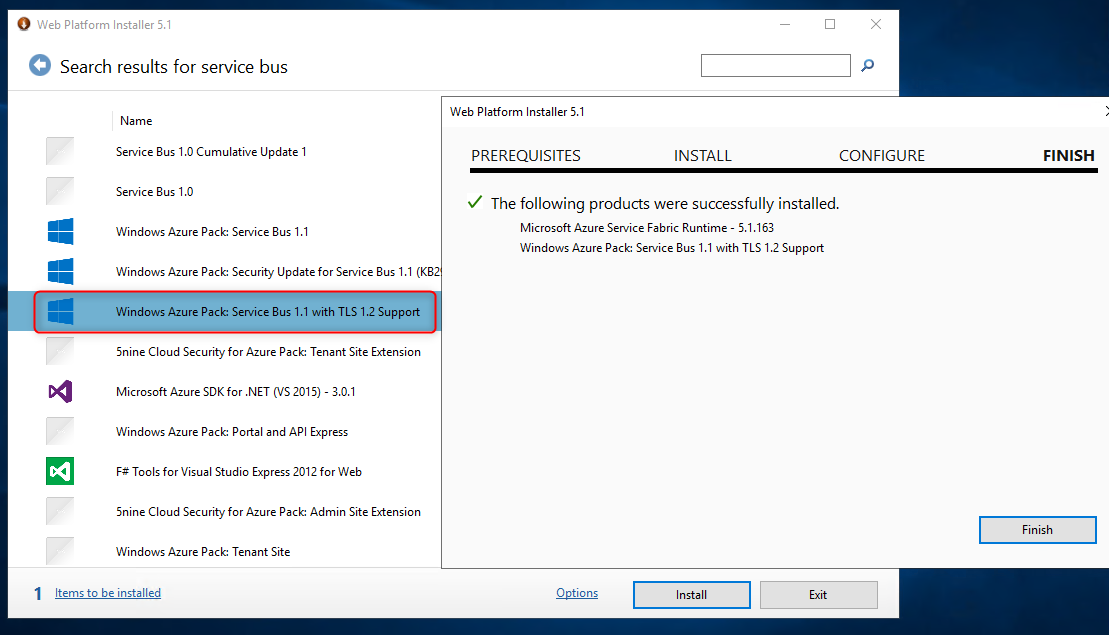 Web Platform Installer 5.1
Search results for service bus
Name
Service Bus 1.0 Cumulative Update 1
Service Bus 1.0
Windows Azure Pack: Service Bus 1.1
Windows Azure Pack: Security Update for Service Bus 1.1 (KB29
Windows Azure Pack: Service Bus 1.1 with TLS 1.2 Support
5nine Cloud Security for Azure Pack: Tenant Site Extension
Microsoft Azure SDK for .NET (VS 2015) - 3.0.1
Windows Azure Pack: Portal and API Express
F# Tools for Visual Studio Express 2012 for Web
5nine Cloud Security for Azure Pack: Admin Site Extension
Windows Azure Pack: Tenant Site
1 Items to be installed
Options
Install
Exit
Web Platform Installer 5.1
PREREQUISITES INSTALL CONFIGURE FINISH
The following products were successfully installed.
Microsoft Azure Service Fabric Runtime - 5.1.163
Windows Azure Pack: Service Bus 1.1 with TLS 1.2 Support
Finish